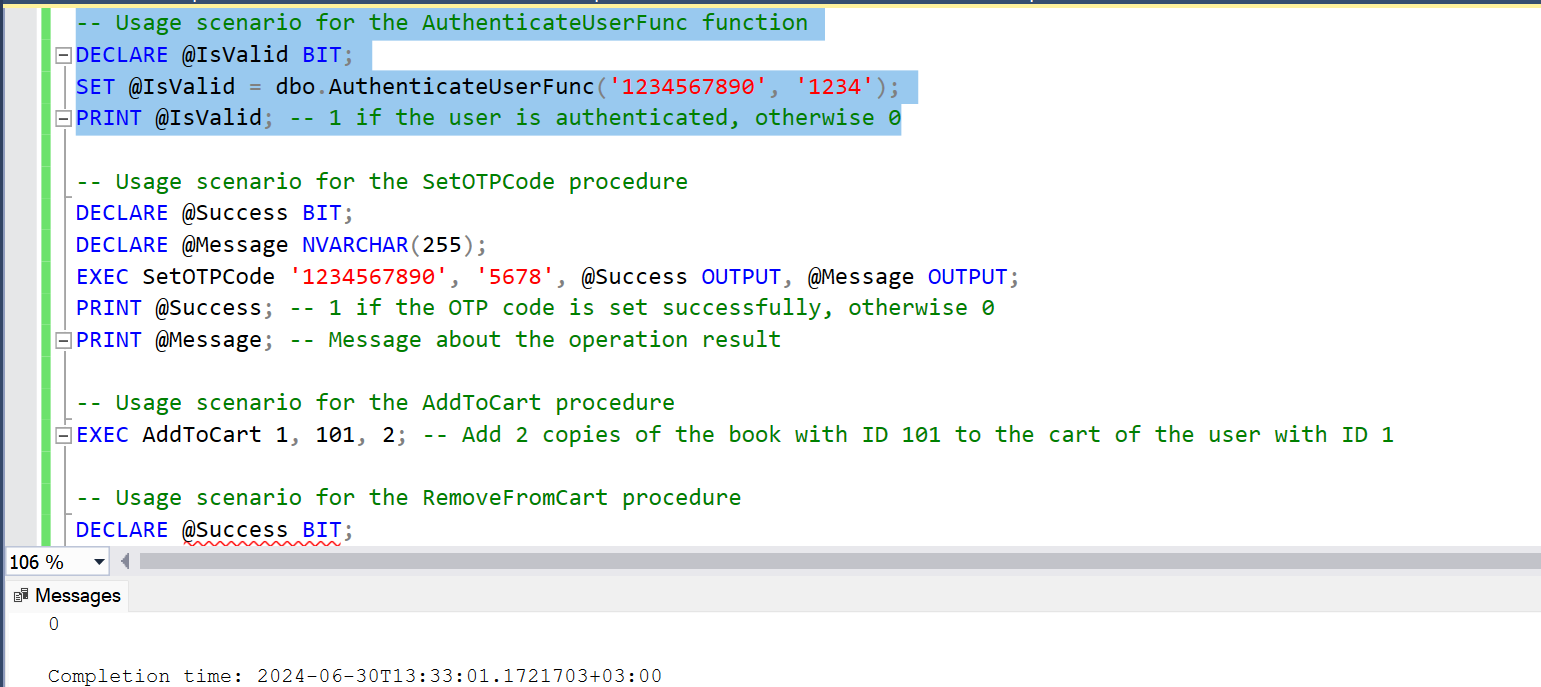 -- Usage scenario for the AuthenticateUserFunc function
DECLARE @IsValid BIT;
SET @IsValid = dbo.AuthenticateUserFunc('1234567890', '1234');
PRINT @IsValid; -- 1 if the user is authenticated, otherwise 0
-- Usage scenario for the SetOTPCode procedure
DECLARE @Success BIT;
DECLARE @Message NVARCHAR(255);
EXEC SetOTPCode '1234567890', '5678', @Success OUTPUT, @Message OUTPUT;
PRINT @Success; -- 1 if the OTP code is set successfully, otherwise 0
PRINT @Message; -- Message about the operation result
-- Usage scenario for the AddToCart procedure
EXEC AddToCart 1, 101, 2; -- Add 2 copies of the book with ID 101 to the cart of the user with ID 1
-- Usage scenario for the RemoveFromCart procedure
DECLARE @Success BIT;
106 %
Messages
0
Completion time: 2024-06-30T13:33:01.1721703+03:00